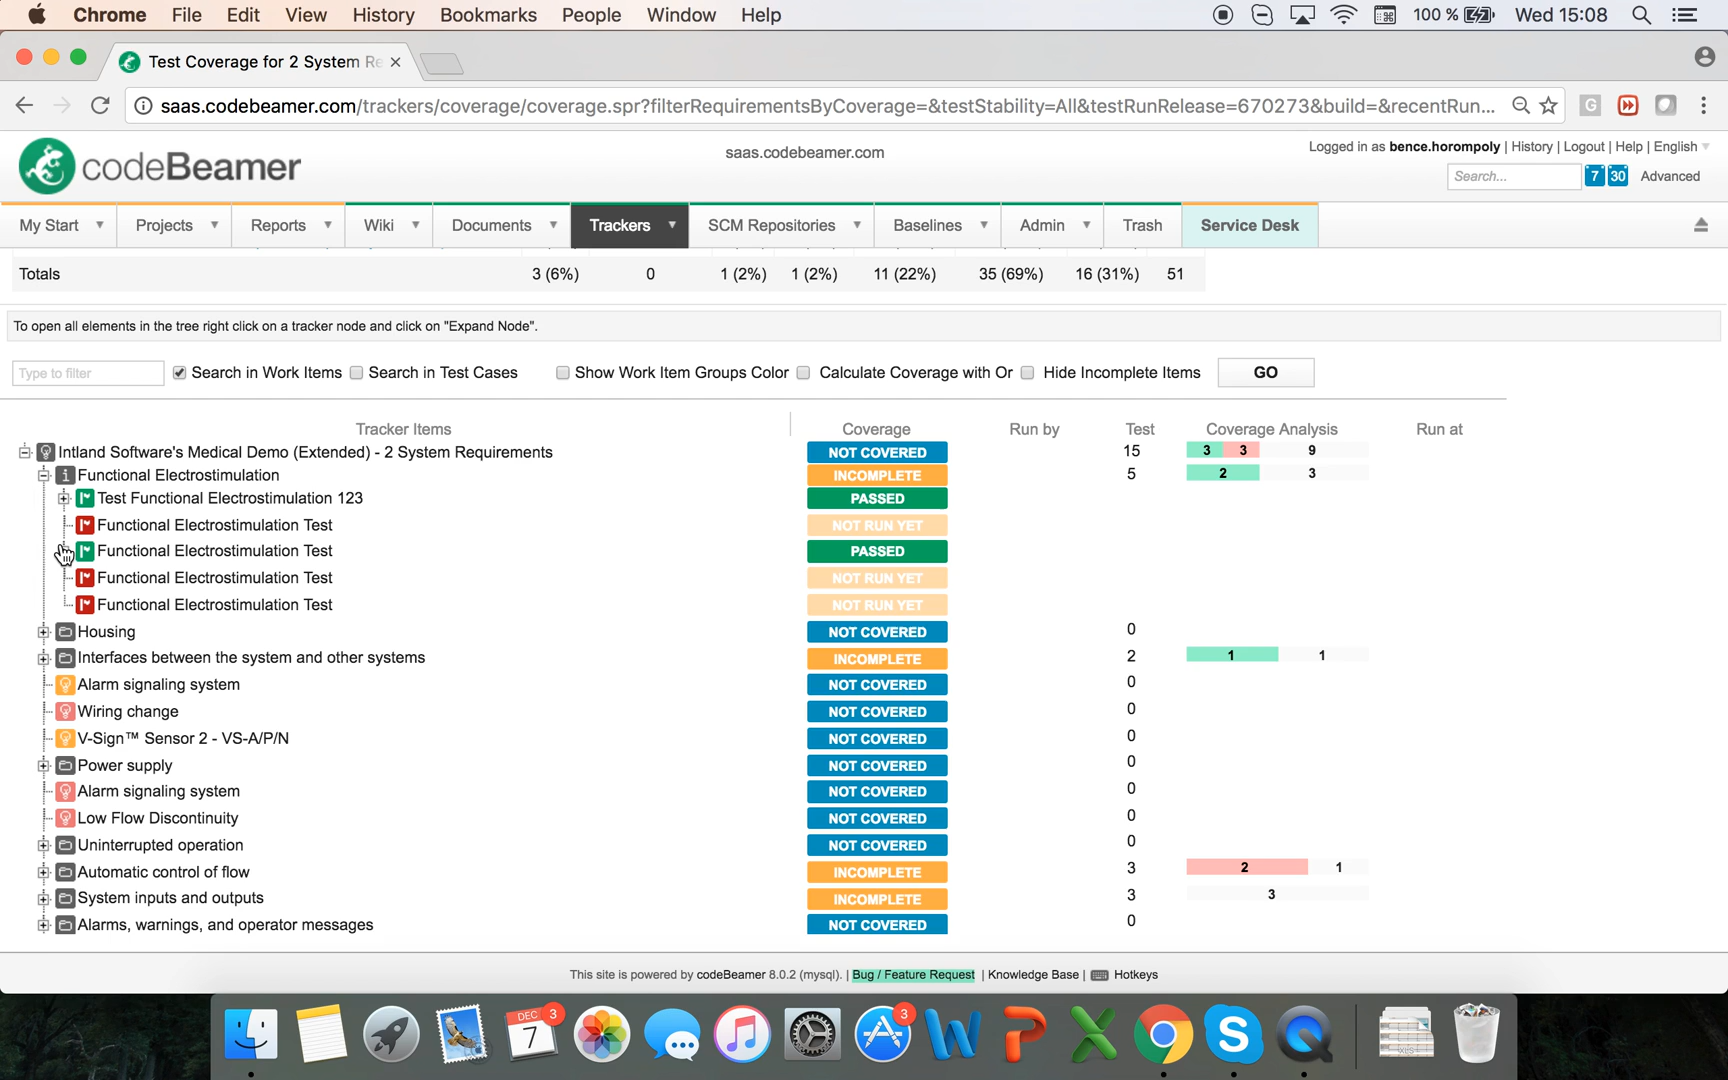 Chrome File Edit View History Bookmarks People Window Help 100 % Wed 15:08
Test Coverage for 2 System Re
saas.codebeamer.com/trackers/coverage/coverage.spr?filterRequirementsByCoverage=&testStability=All&testRunRelease=670273&build=&recentRun...
codeBeamer
saas.codebeamer.com
Logged in as bence.horompoly | History | Logout | Help | English
Search... 7 30 Advanced
My Start Projects Reports Wiki Documents Trackers SCM Repositories Baselines Admin Trash Service Desk
Totals 3 (6%) 0 1 (2%) 1 (2%) 11 (22%) 35 (69%) 16 (31%) 51
To open all elements in the tree right click on a tracker node and click on "Expand Node".
Type to filter Search in Work Items Search in Test Cases Show Work Item Groups Color Calculate Coverage with Or Hide Incomplete Items GO
Tracker Items Coverage Run by Test Coverage Analysis Run at
Intland Software's Medical Demo (Extended) - 2 System Requirements NOT COVERED 15 3 3 9
Functional Electrostimulation INCOMPLETE 5 2 3
Test Functional Electrostimulation 123 PASSED
Functional Electrostimulation Test NOT RUN YET
Functional Electrostimulation Test PASSED
Functional Electrostimulation Test NOT RUN YET
Functional Electrostimulation Test NOT RUN YET
Housing NOT COVERED 0
Interfaces between the system and other systems INCOMPLETE 2 1 1
Alarm signaling system NOT COVERED 0
Wiring change NOT COVERED 0
V-Sign™ Sensor 2 - VS-A/P/N NOT COVERED 0
Power supply NOT COVERED 0
Alarm signaling system NOT COVERED 0
Low Flow Discontinuity NOT COVERED 0
Uninterrupted operation NOT COVERED 0
Automatic control of flow INCOMPLETE 3 2 1
System inputs and outputs INCOMPLETE 3 3
Alarms, warnings, and operator messages NOT COVERED 0
This site is powered by codeBeamer 8.0.2 (mysql). | Bug / Feature Request | Knowledge Base | Hotkeys
DEC 7 3 3
XLS